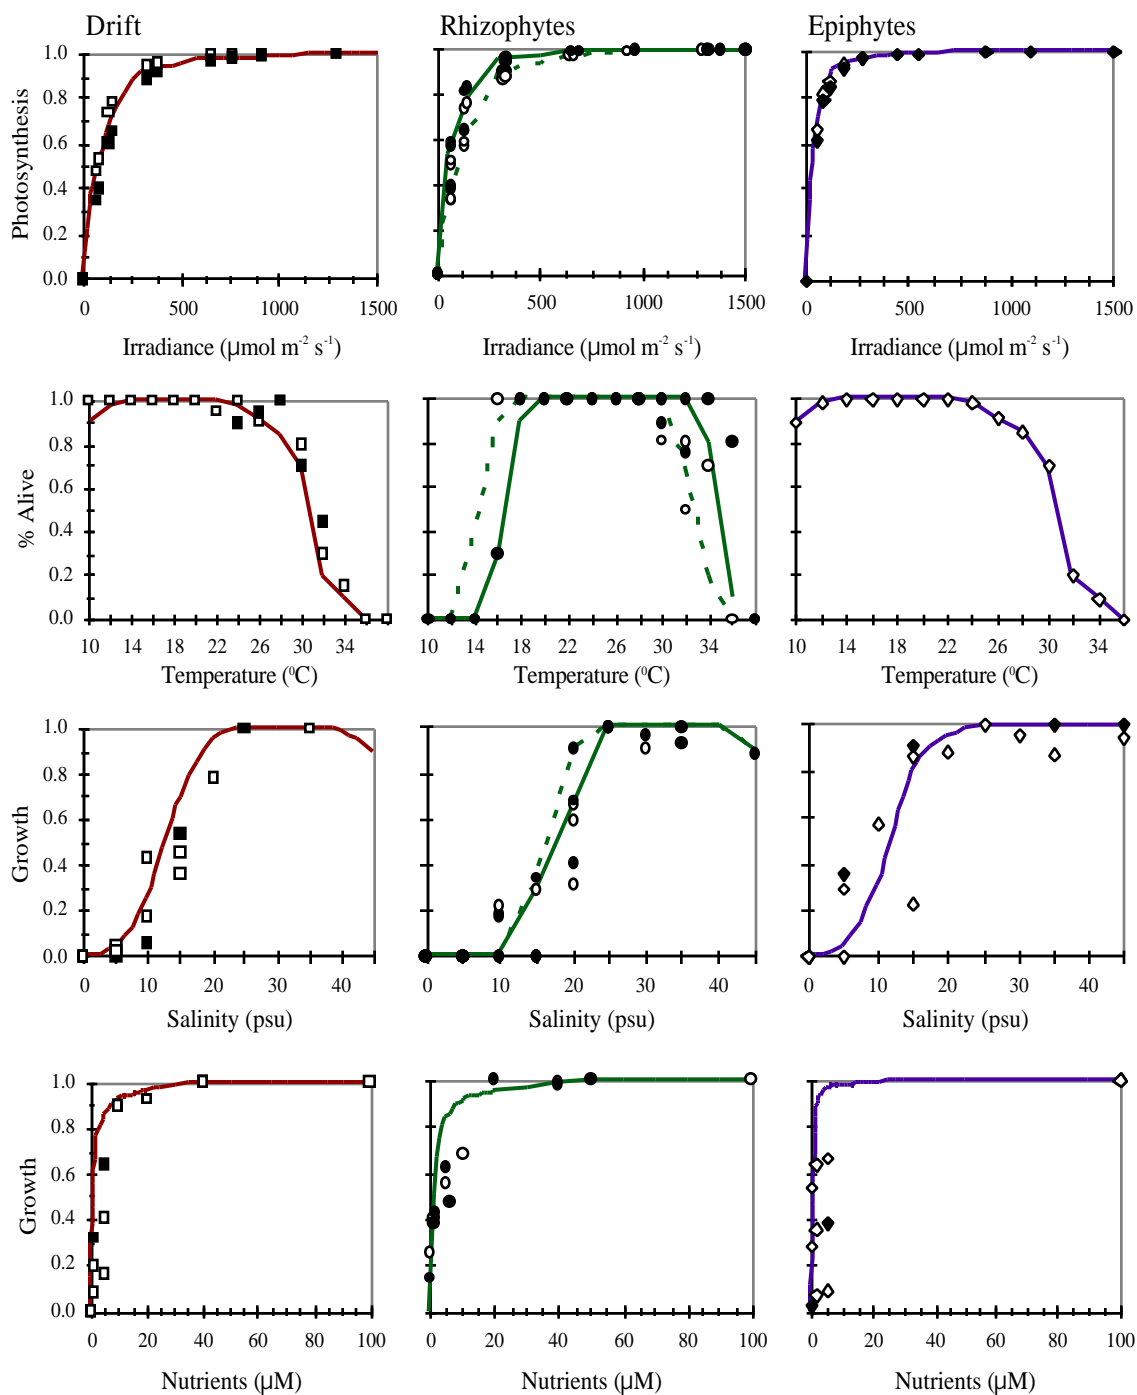 Drift Rhizophytes Epiphytes
Photosynthesis
1.0
0.8
0.6
0.4
0.2
0.0
0 500 1000 1500 0 500 1000 1500 0 500 1000 1500
Irradiance (µmol m-2 s-1) Irradiance (µmol m-2 s-1) Irradiance (µmol m-2 s-1)
% Alive
1.0
0.8
0.6
0.4
0.2
0.0
10 14 18 22 26 30 34 10 14 18 22 26 30 34 10 14 18 22 26 30 34
Temperature (0C) Temperature (0C) Temperature (0C)
Growth
1.0
0.8
0.6
0.4
0.2
0.0
0 10 20 30 40 0 10 20 30 40 0 10 20 30 40
Salinity (psu) Salinity (psu) Salinity (psu)
Growth
1.0
0.8
0.6
0.4
0.2
0.0
0 20 40 60 80 100 0 20 40 60 80 100 0 20 40 60 80 100
Nutrients (µM) Nutrients (µM) Nutrients (µM)